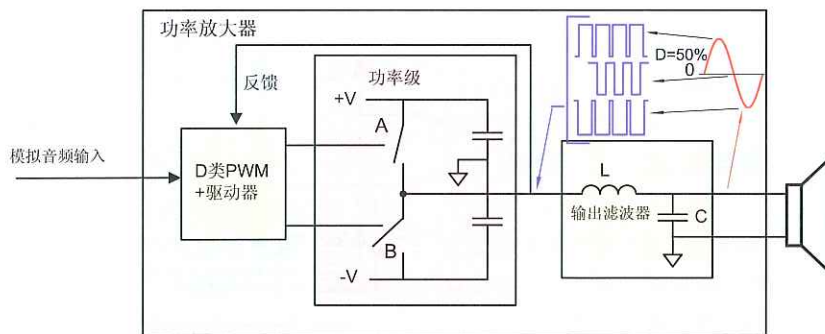 功率放大器
反馈
功率级
+V
A
D=50%
0
模拟音频输入
D类PWM
+驱动器
L
输出滤波器
C
B
-V